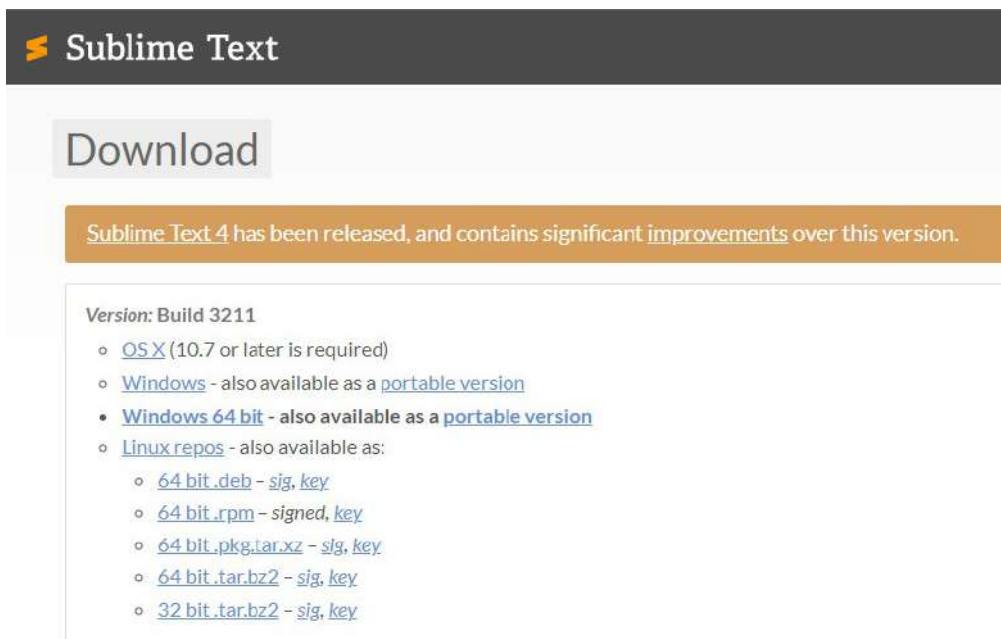 Sublime Text
Download
Sublime Text 4 has been released, and contains significant improvements over this version.
Version: Build 3211
OS X (10.7 or later is required)
Windows - also available as a portable version
Windows 64 bit - also available as a portable version
Linux repos - also available as:
64 bit .deb – sig, key
64 bit .rpm – signed, key
64 bit .pkg.tar.xz – sig, key
64 bit .tar.bz2 – sig, key
32 bit .tar.bz2 – sig, key